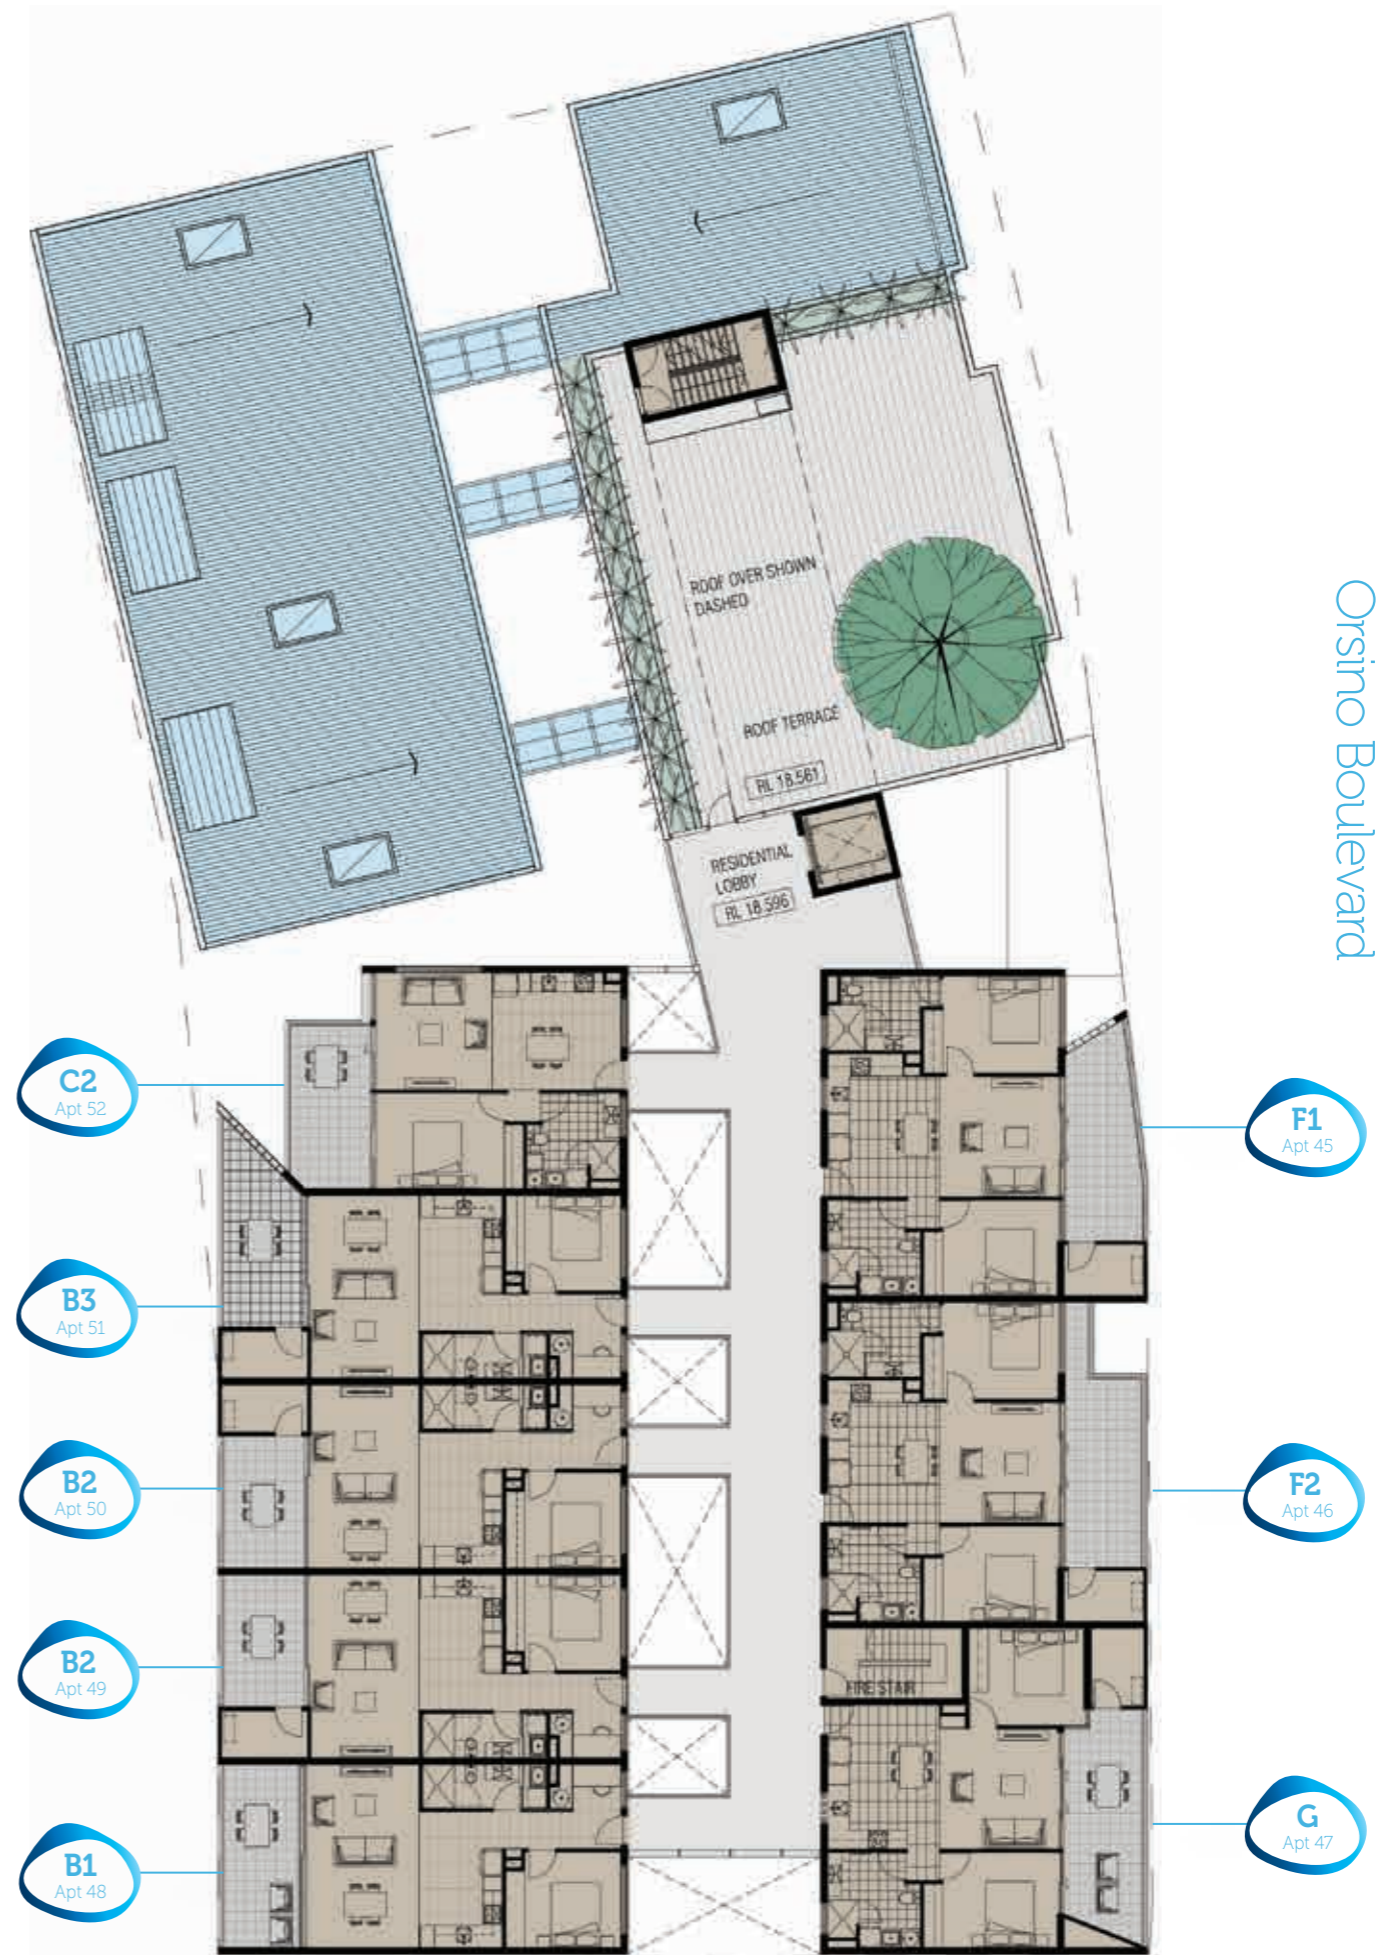 ROOF OVER SHOWN
DASHED
ROOF TERRACE
RL 18.561
RESIDENTIAL
LOBBY
RL 18.596
Orsino Boulevard
C2
Apt 52
F1
Apt 45
B3
Apt 51
B2
Apt 50
F2
Apt 46
B2
Apt 49
FIRE STAIR
G
Apt 47
B1
Apt 48